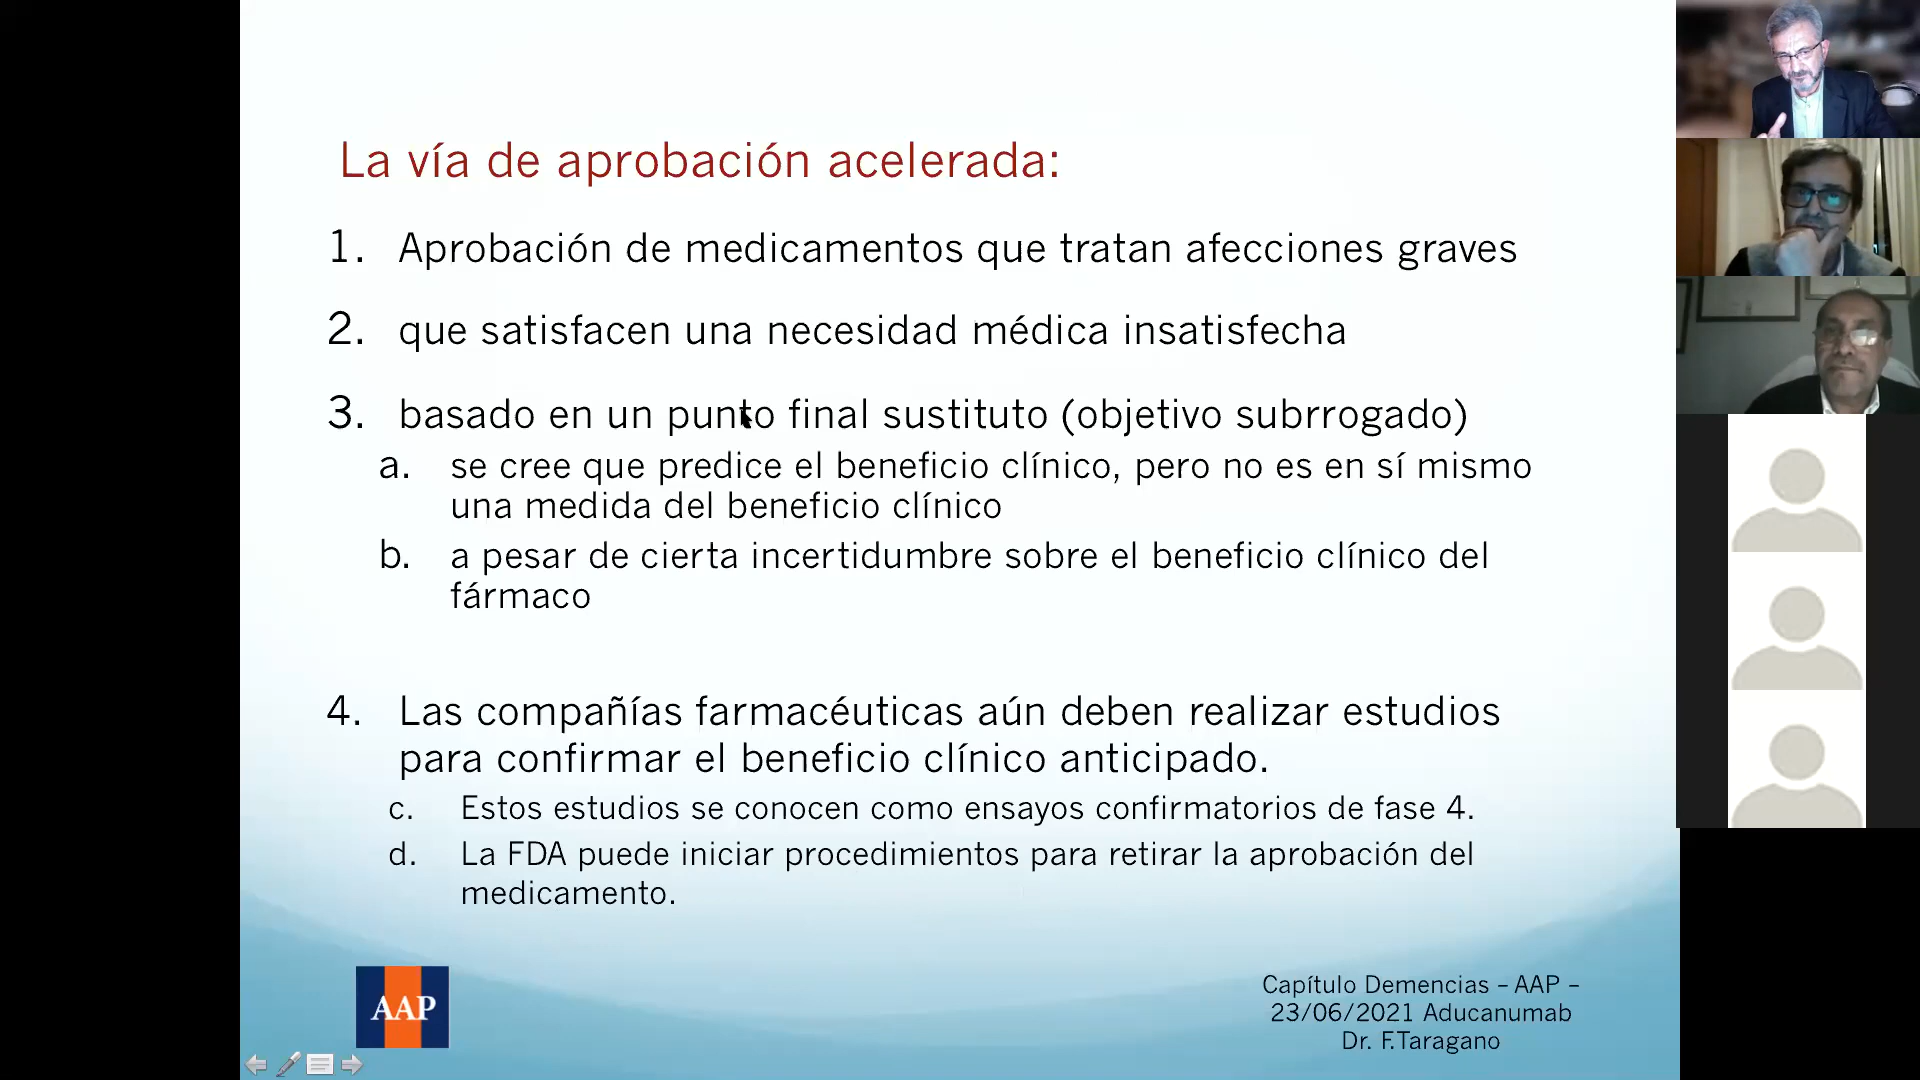 La vía de aprobación acelerada:
1. Aprobación de medicamentos que tratan afecciones graves
2. que satisfacen una necesidad médica insatisfecha
3. basado en un punto final sustituto (objetivo subrrogado)
a. se cree que predice el beneficio clínico, pero no es en sí mismo
una medida del beneficio clínico
b. a pesar de cierta incertidumbre sobre el beneficio clínico del
fármaco
4. Las compañías farmacéuticas aún deben realizar estudios
para confirmar el beneficio clínico anticipado.
c. Estos estudios se conocen como ensayos confirmatorios de fase 4.
d. La FDA puede iniciar procedimientos para retirar la aprobación del
medicamento.
AAP
Capítulo Demencias – AAP –
23/06/2021 Aducanumab
Dr. F.Taragano